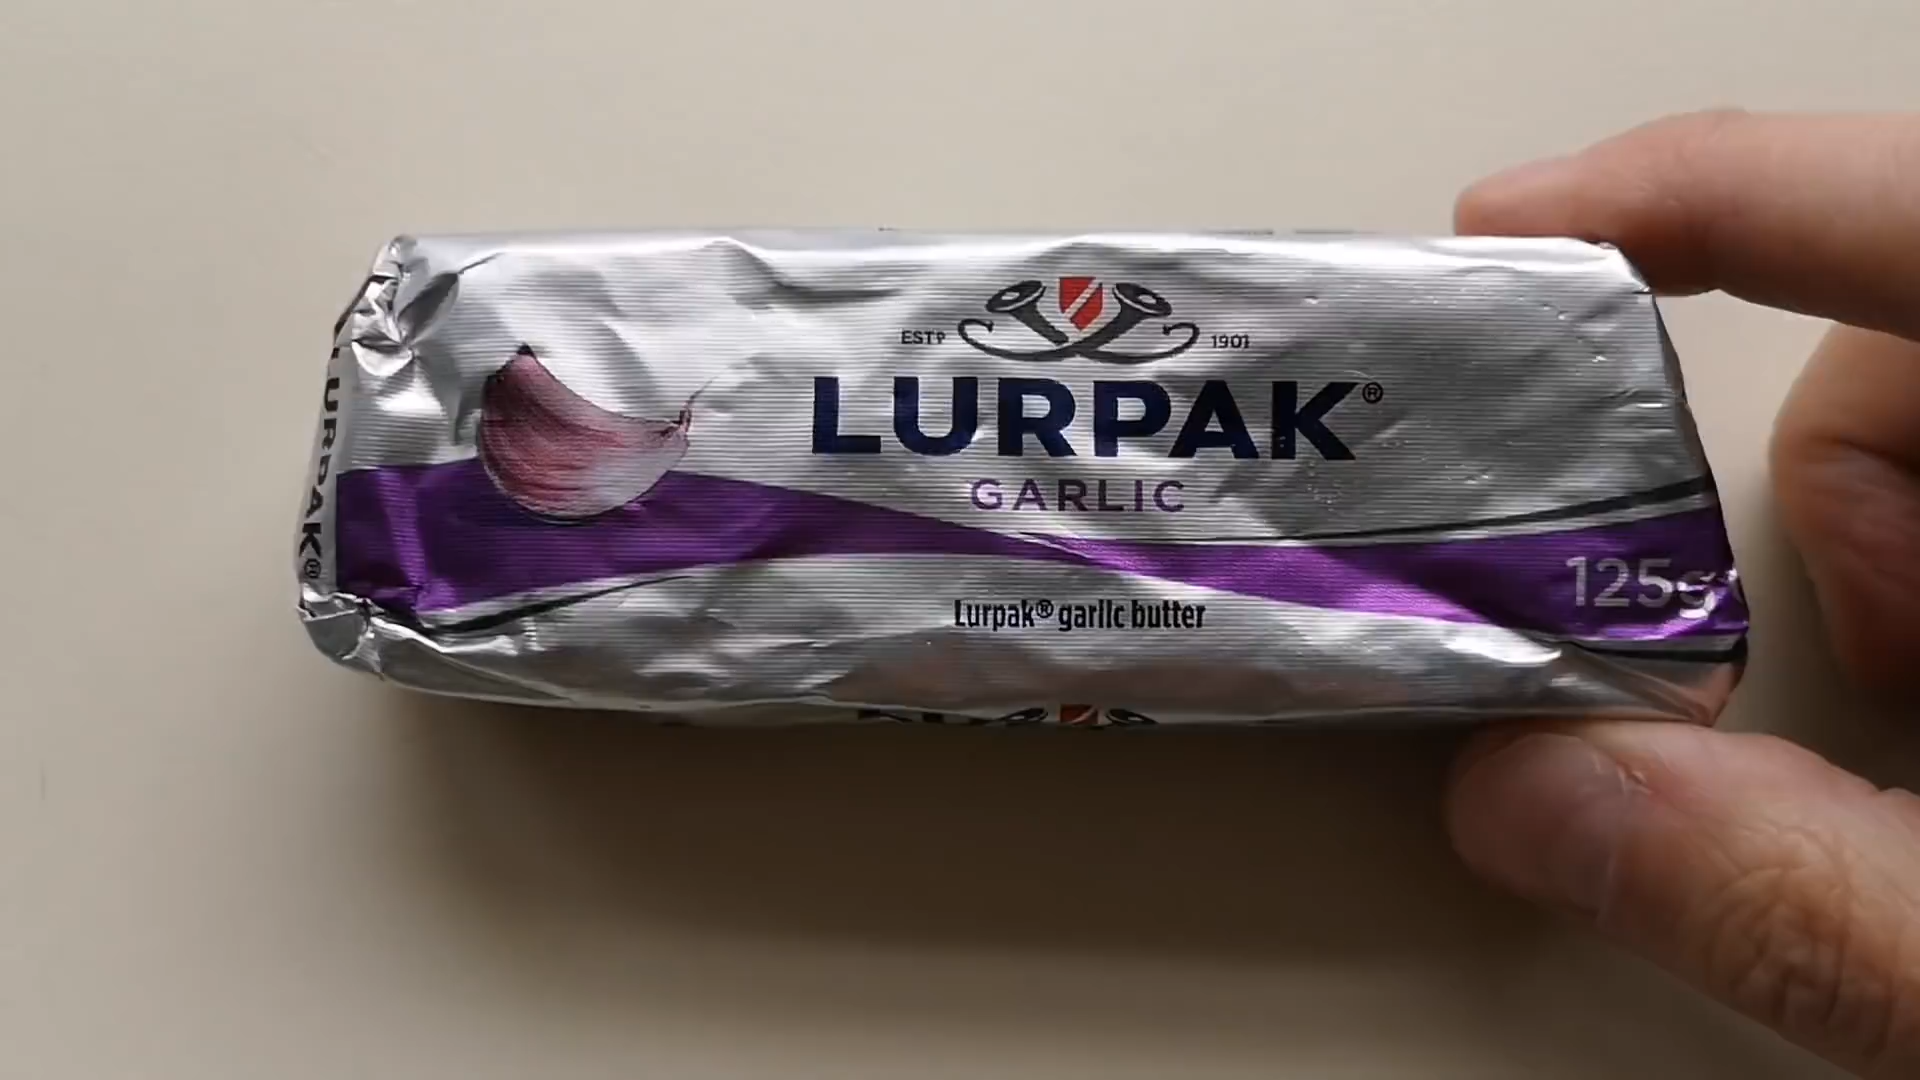 ESTD 1901
LURPAK®
GARLIC
125g
Lurpak® garlic butter
LURPAK®